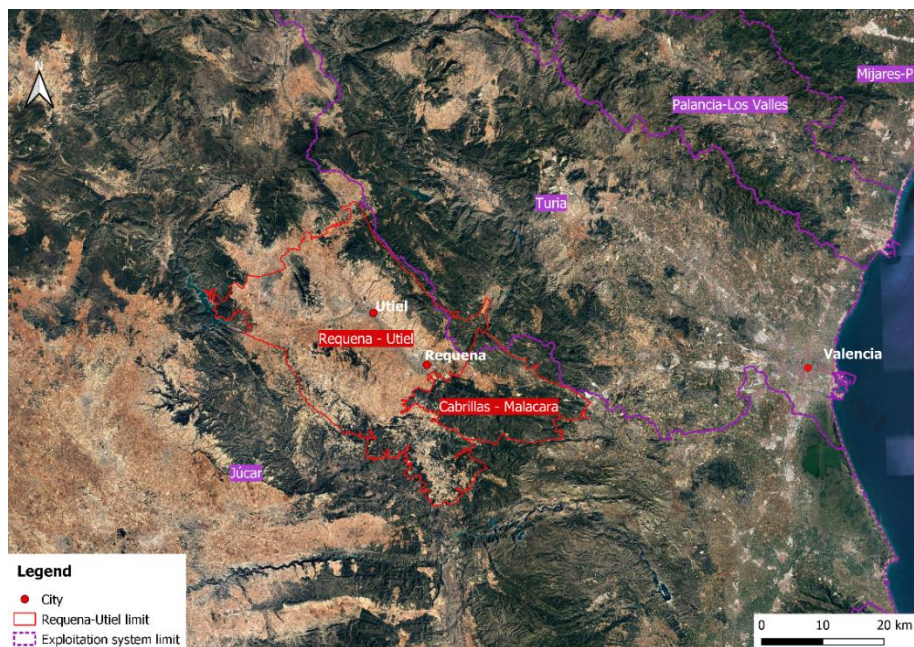 N
Mijares-P
Palancia-Los Valles
Turia
Utiel
Requena - Utiel
Requena
Valencia
Cabrillas - Malacara
Júcar
Legend
City
Requena-Utiel limit
Exploitation system limit
0 10 20 km